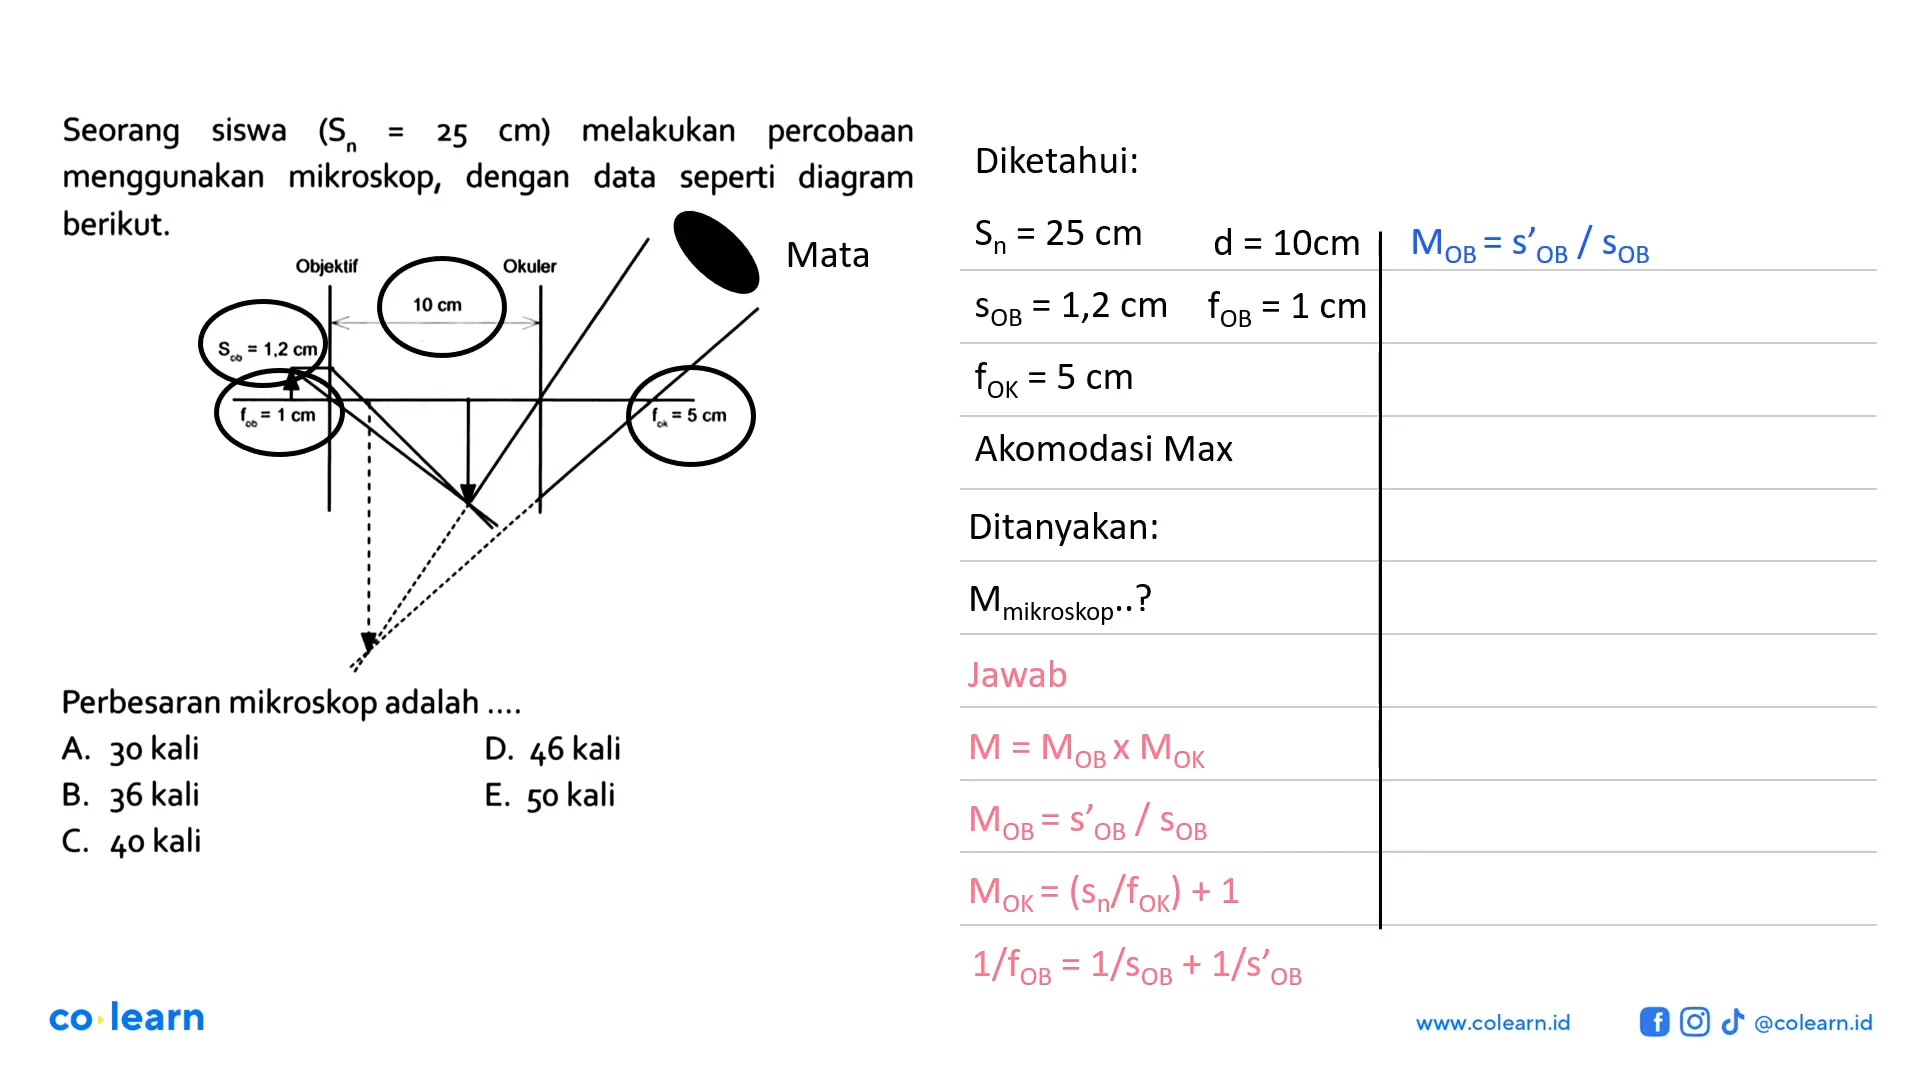 Seorang siswa (Sn = 25 cm) melakukan percobaan
menggunakan mikroskop, dengan data seperti diagram
berikut.
Mata
Objektif
Okuler
10 cm
Sob = 1,2 cm
fob = 1 cm
fok = 5 cm
Perbesaran mikroskop adalah ....
A. 30 kali
B. 36 kali
C. 40 kali
D. 46 kali
E. 50 kali
Diketahui:
Sn = 25 cm d = 10cm
sOB = 1,2 cm fOB = 1 cm
fOK = 5 cm
Akomodasi Max
Ditanyakan:
Mmikroskop..?
Jawab
M = MOB x MOK
MOB = s’OB / sOB
MOK = (sn/fOK) + 1
1/fOB = 1/sOB + 1/s’OB
MOB = s’OB / sOB
co learn
www.colearn.id
@colearn.id